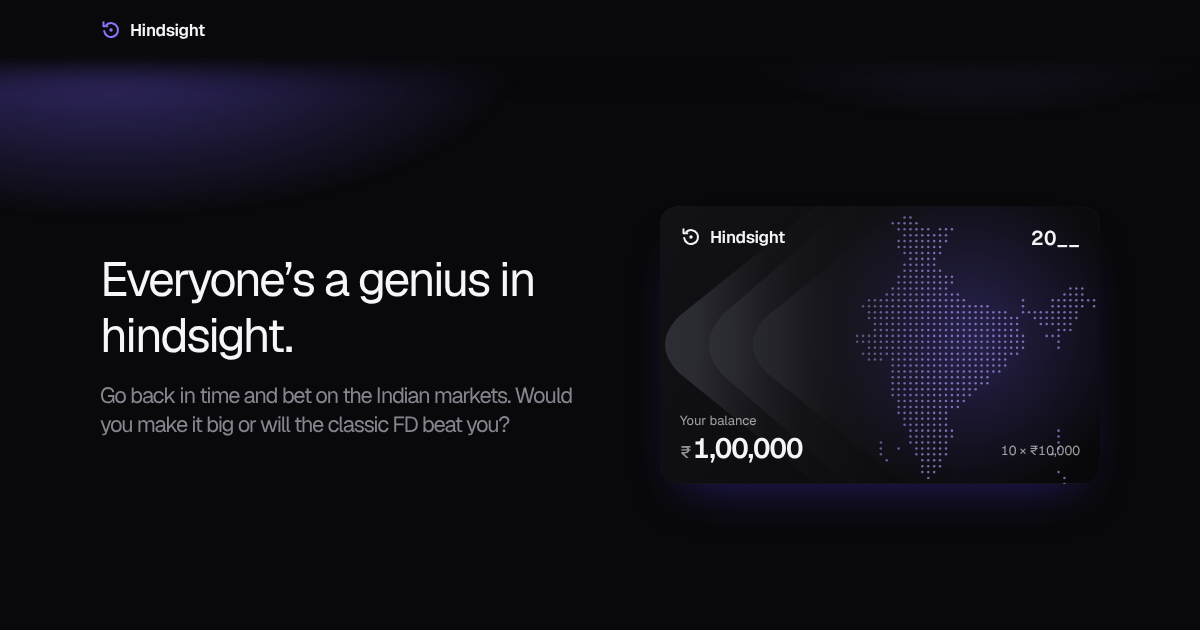 Hindsight
Everyone’s a genius in
hindsight.
Go back in time and bet on the Indian markets. Would
you make it big or will the classic FD beat you?
Hindsight
20__
Your balance
₹1,00,000
10 × ₹10,000